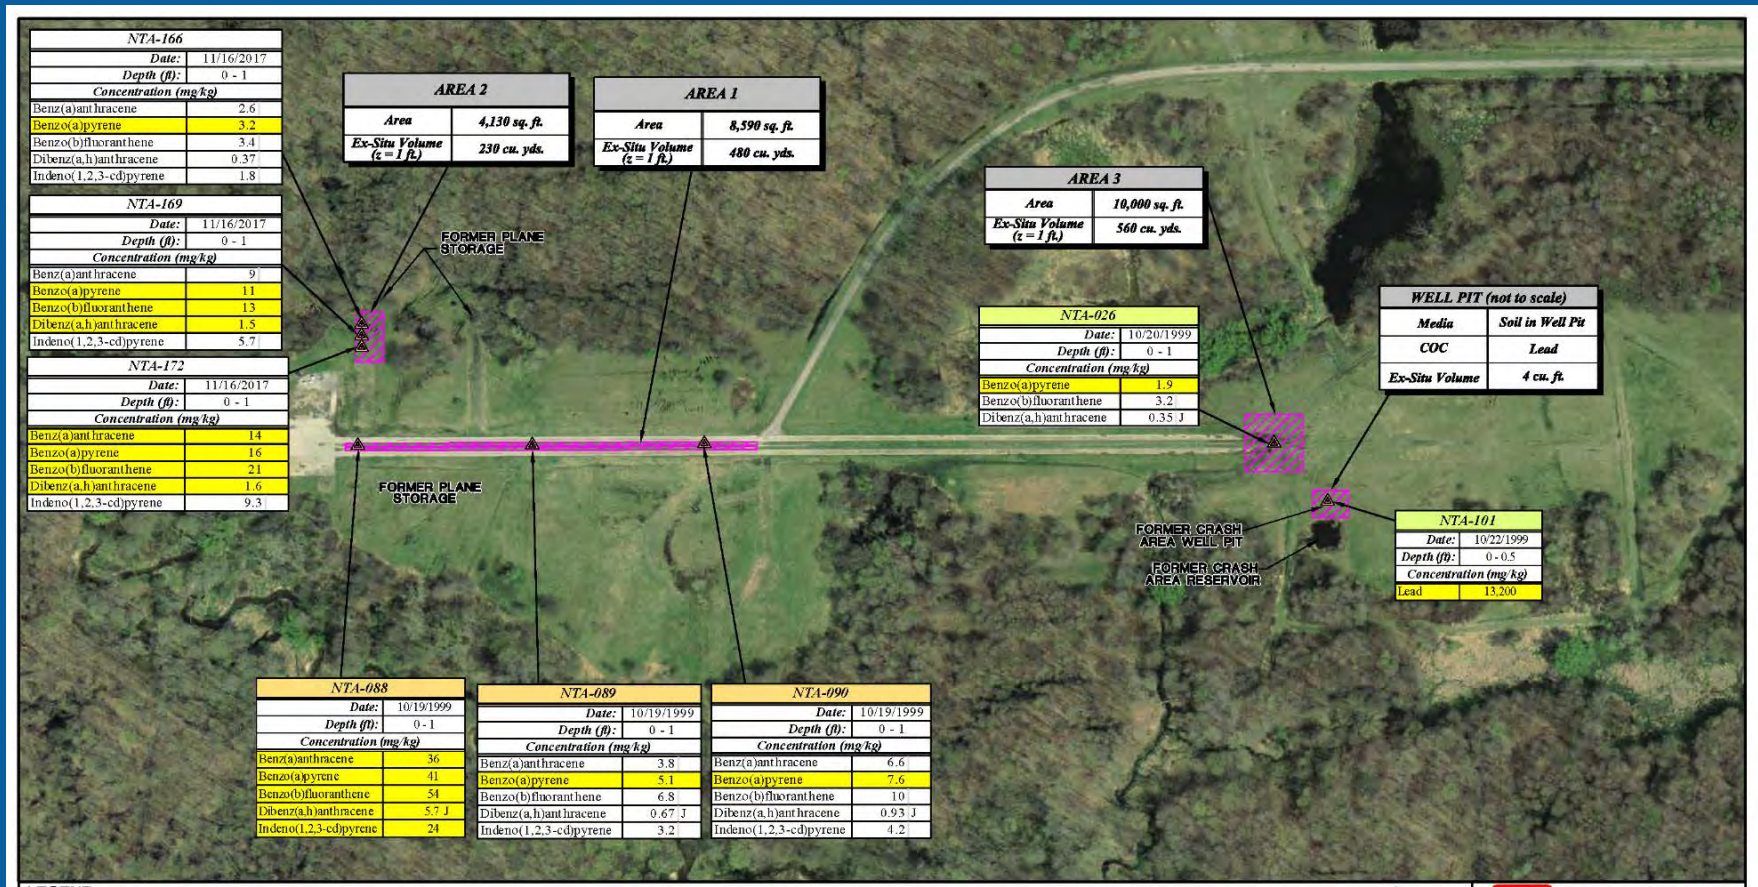 NTA-166
Date: 11/16/2017
Depth (ft): 0 - 1
Concentration (mg/kg)
Benz(a)anthracene 2.6
Benzo(a)pyrene 3.2
Benzo(b)fluoranthene 3.4
Dibenz(a,h)anthracene 0.37
Indeno(1,2,3-cd)pyrene 1.8
NTA-169
Date: 11/16/2017
Depth (ft): 0 - 1
Concentration (mg/kg)
Benz(a)anthracene 9
Benzo(a)pyrene 11
Benzo(b)fluoranthene 13
Dibenz(a,h)anthracene 1.5
Indeno(1,2,3-cd)pyrene 5.7
NTA-172
Date: 11/16/2017
Depth (ft): 0 - 1
Concentration (mg/kg)
Benz(a)anthracene 14
Benzo(a)pyrene 16
Benzo(b)fluoranthene 21
Dibenz(a,h)anthracene 1.6
Indeno(1,2,3-cd)pyrene 9.3
AREA 2
Area 4,130 sq. ft.
Ex-Situ Volume
(z = 1 ft.) 230 cu. yds.
AREA 1
Area 8,590 sq. ft.
Ex-Situ Volume
(z = 1 ft.) 480 cu. yds.
FORMER PLANE
STORAGE
AREA 3
Area 10,000 sq. ft.
Ex-Situ Volume
(z = 1 ft.) 560 cu. yds.
NTA-026
Date: 10/20/1999
Depth (ft): 0 - 1
Concentration (mg/kg)
Benzo(a)pyrene 1.9
Benzo(b)fluoranthene 3.2
Dibenz(a,h)anthracene 0.35 J
WELL PIT (not to scale)
Media Soil in Well Pit
COC Lead
Ex-Situ Volume 4 cu. ft.
FORMER PLANE
STORAGE
FORMER CRASH
AREA WELL PIT
FORMER CRASH
AREA RESERVOIR
NTA-101
Date: 10/22/1999
Depth (ft): 0 - 0.5
Concentration (mg/kg)
Lead 13,200
NTA-088
Date: 10/19/1999
Depth (ft): 0 - 1
Concentration (mg/kg)
Benz(a)anthracene 36
Benzo(a)pyrene 41
Benzo(b)fluoranthene 54
Dibenz(a,h)anthracene 5.7 J
Indeno(1,2,3-cd)pyrene 24
NTA-089
Date: 10/19/1999
Depth (ft): 0 - 1
Concentration (mg/kg)
Benz(a)anthracene 3.8
Benzo(a)pyrene 5.1
Benzo(b)fluoranthene 6.8
Dibenz(a,h)anthracene 0.67 J
Indeno(1,2,3-cd)pyrene 3.2
NTA-090
Date: 10/19/1999
Depth (ft): 0 - 1
Concentration (mg/kg)
Benz(a)anthracene 6.6
Benzo(a)pyrene 7.6
Benzo(b)fluoranthene 10
Dibenz(a,h)anthracene 0.93 J
Indeno(1,2,3-cd)pyrene 4.2